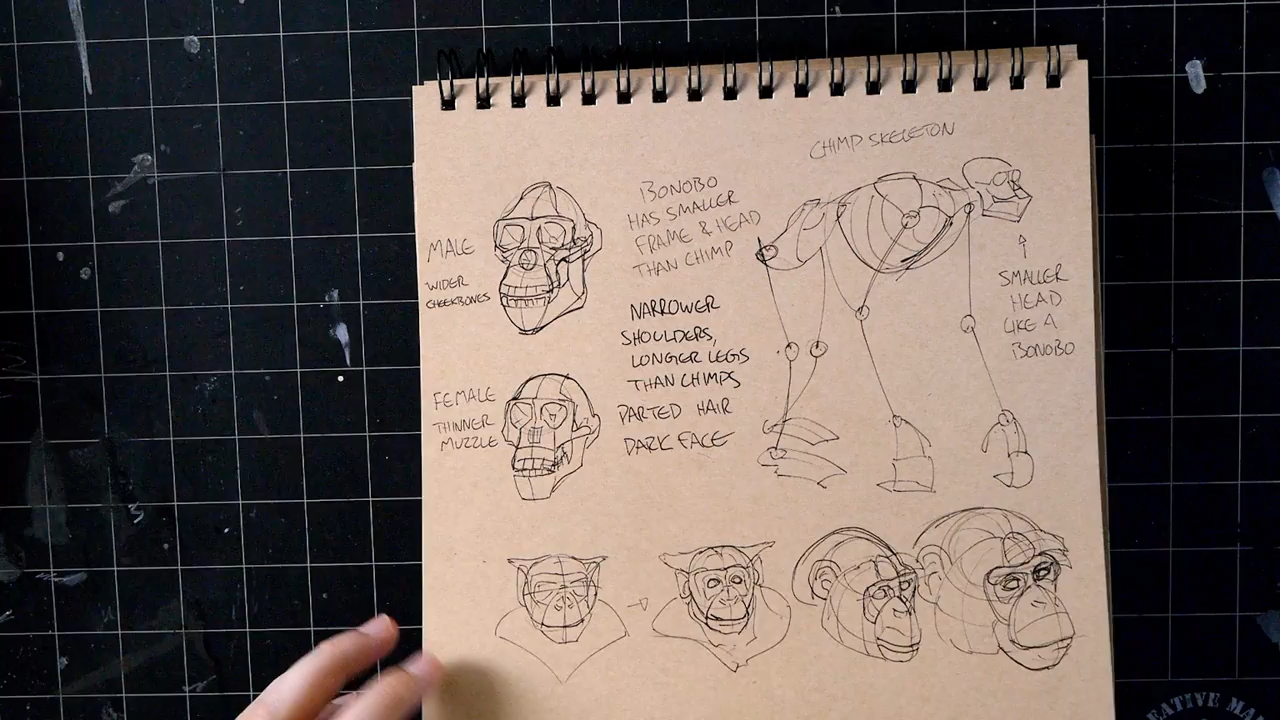 CHIMP SKELETON
MALE
WIDER
CHEEKBONES
BONOBO
HAS SMALLER
FRAME & HEAD
THAN CHIMP
NARROWER
SHOULDERS,
LONGER LEGS
THAN CHIMPS
PARTED HAIR
DARK FACE
SMALLER
HEAD
LIKE A
BONOBO
FEMALE
THINNER
MUZZLE